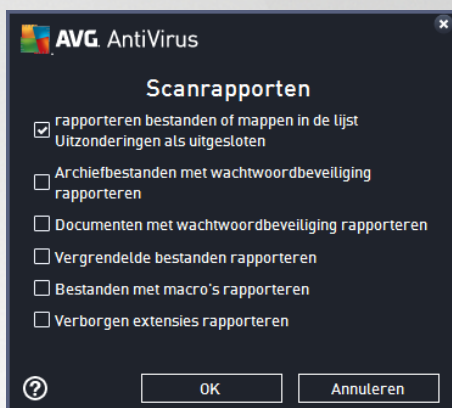 AVG AntiVirus
Scanrapporten
rapporteren bestanden of mappen in de lijst
Uitzonderingen als uitgesloten
Archiefbestanden met wachtwoordbeveiliging
rapporteren
Documenten met wachtwoordbeveiliging rapporteren
Vergrendelde bestanden rapporteren
Bestanden met macro's rapporteren
Verborgen extensies rapporteren
?
OK
Annuleren